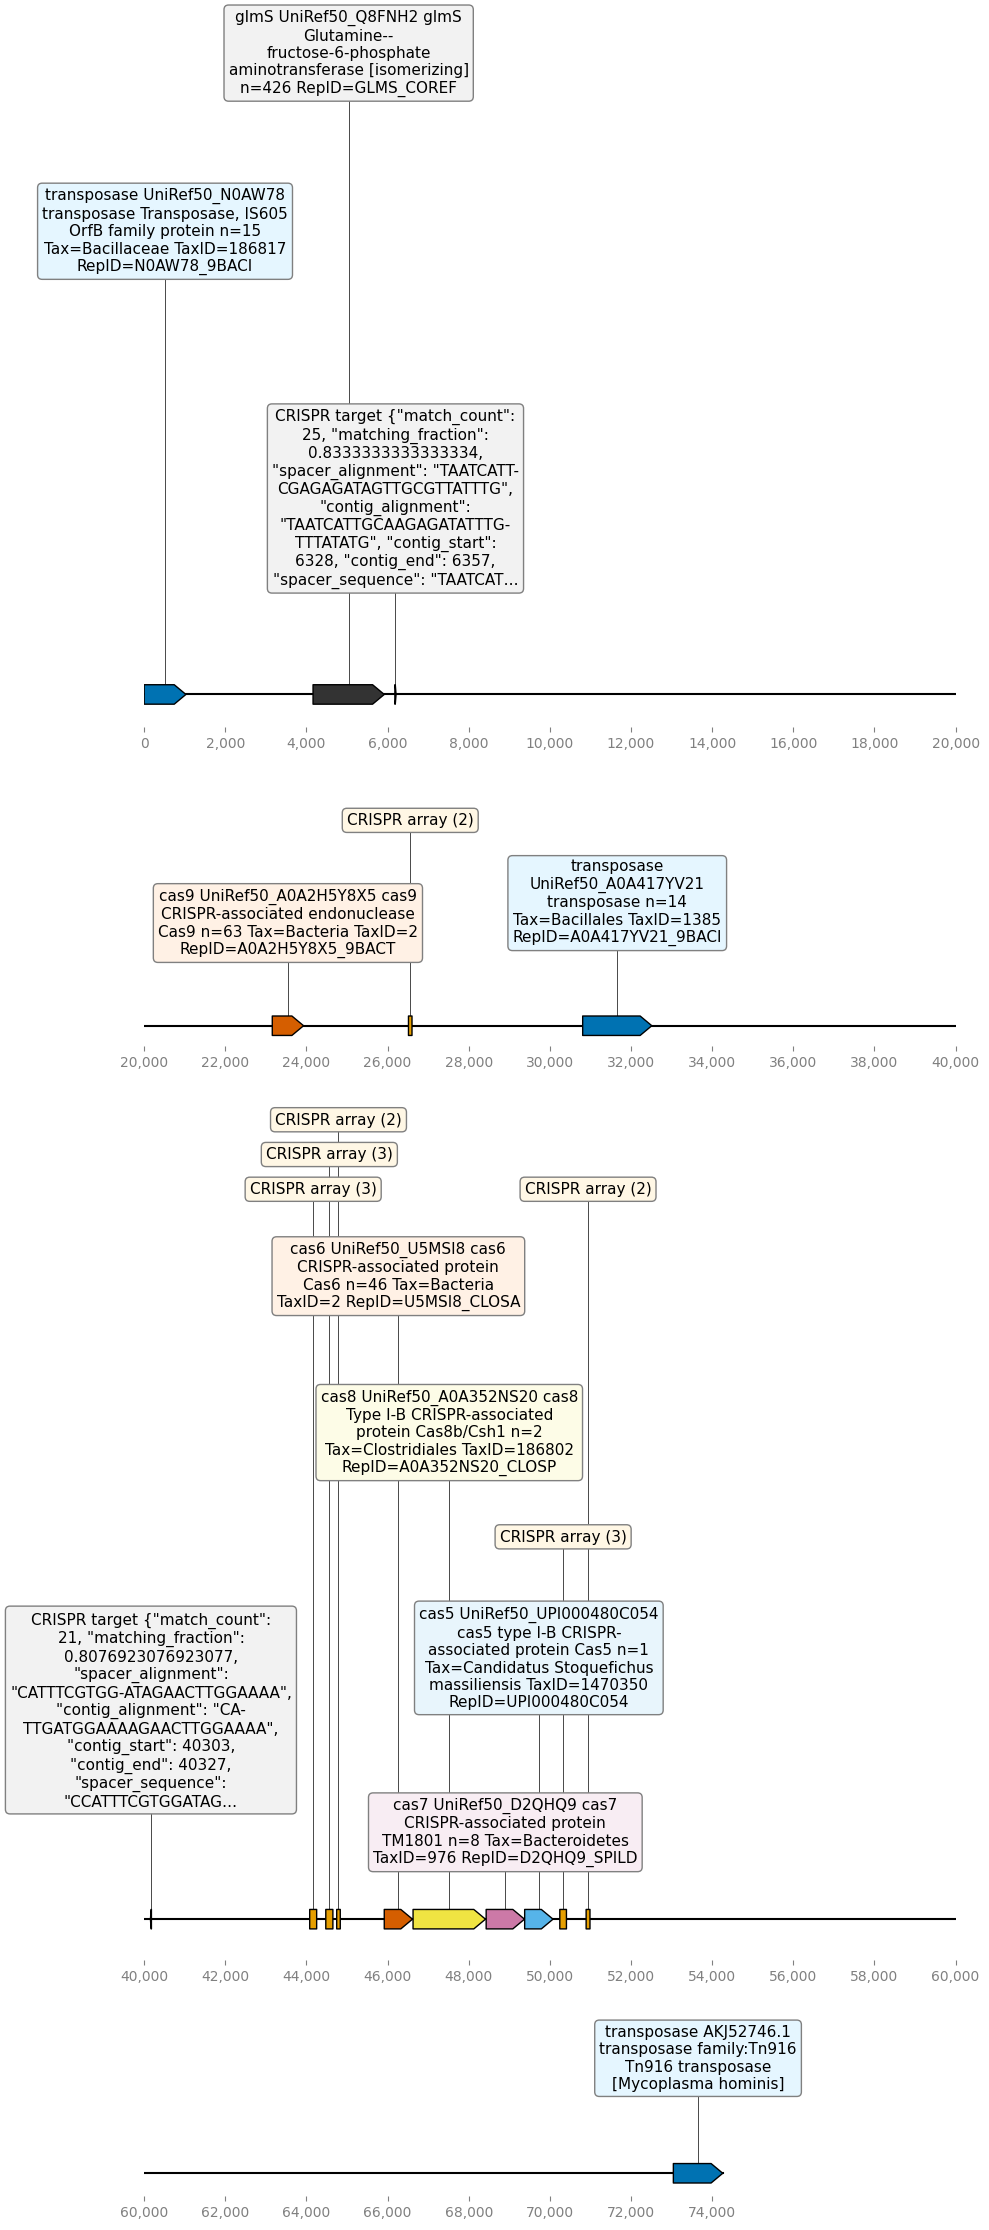 glmS UniRef50_Q8FNH2 glmS
Glutamine--
fructose-6-phosphate
aminotransferase [isomerizing]
n=426 RepID=GLMS_COREF
transposase UniRef50_N0AW78
transposase Transposase, IS605
OrfB family protein n=15
Tax=Bacillaceae TaxID=186817
RepID=N0AW78_9BACI
CRISPR target {"match_count":
25, "matching_fraction":
0.8333333333333334,
"spacer_alignment": "TAATCATT-
CGAGAGATAGTTGCGTTATTTG",
"contig_alignment":
"TAATCATTGCAAGAGATATTTG-
TTTATATG", "contig_start":
6328, "contig_end": 6357,
"spacer_sequence": "TAATCAT...
0 2,000 4,000 6,000 8,000 10,000 12,000 14,000 16,000 18,000 20,000
CRISPR array (2)
transposase
UniRef50_A0A417YV21
transposase n=14
Tax=Bacillales TaxID=1385
RepID=A0A417YV21_9BACI
cas9 UniRef50_A0A2H5Y8X5 cas9
CRISPR-associated endonuclease
Cas9 n=63 Tax=Bacteria TaxID=2
RepID=A0A2H5Y8X5_9BACT
20,000 22,000 24,000 26,000 28,000 30,000 32,000 34,000 36,000 38,000 40,000
CRISPR array (2)
CRISPR array (3)
CRISPR array (3)
CRISPR array (2)
cas6 UniRef50_U5MSI8 cas6
CRISPR-associated protein
Cas6 n=46 Tax=Bacteria
TaxID=2 RepID=U5MSI8_CLOSA
cas8 UniRef50_A0A352NS20 cas8
Type I-B CRISPR-associated
protein Cas8b/Csh1 n=2
Tax=Clostridiales TaxID=186802
RepID=A0A352NS20_CLOSP
CRISPR array (3)
cas5 UniRef50_UPI000480C054
cas5 type I-B CRISPR-
associated protein Cas5 n=1
Tax=Candidatus Stoquefichus
massiliensis TaxID=1470350
RepID=UPI000480C054
CRISPR target {"match_count":
21, "matching_fraction":
0.8076923076923077,
"spacer_alignment":
"CATTTCGTGG-ATAGAACTTGGAAAA",
"contig_alignment": "CA-
TTGATGGAAAAGAACTTGGAAAA",
"contig_start": 40303,
"contig_end": 40327,
"spacer_sequence":
"CCATTTCGTGGATAG...
cas7 UniRef50_D2QHQ9 cas7
CRISPR-associated protein
TM1801 n=8 Tax=Bacteroidetes
TaxID=976 RepID=D2QHQ9_SPILD
40,000 42,000 44,000 46,000 48,000 50,000 52,000 54,000 56,000 58,000 60,000
transposase AKJ52746.1
transposase family:Tn916
Tn916 transposase
[Mycoplasma hominis]
60,000 62,000 64,000 66,000 68,000 70,000 72,000 74,000